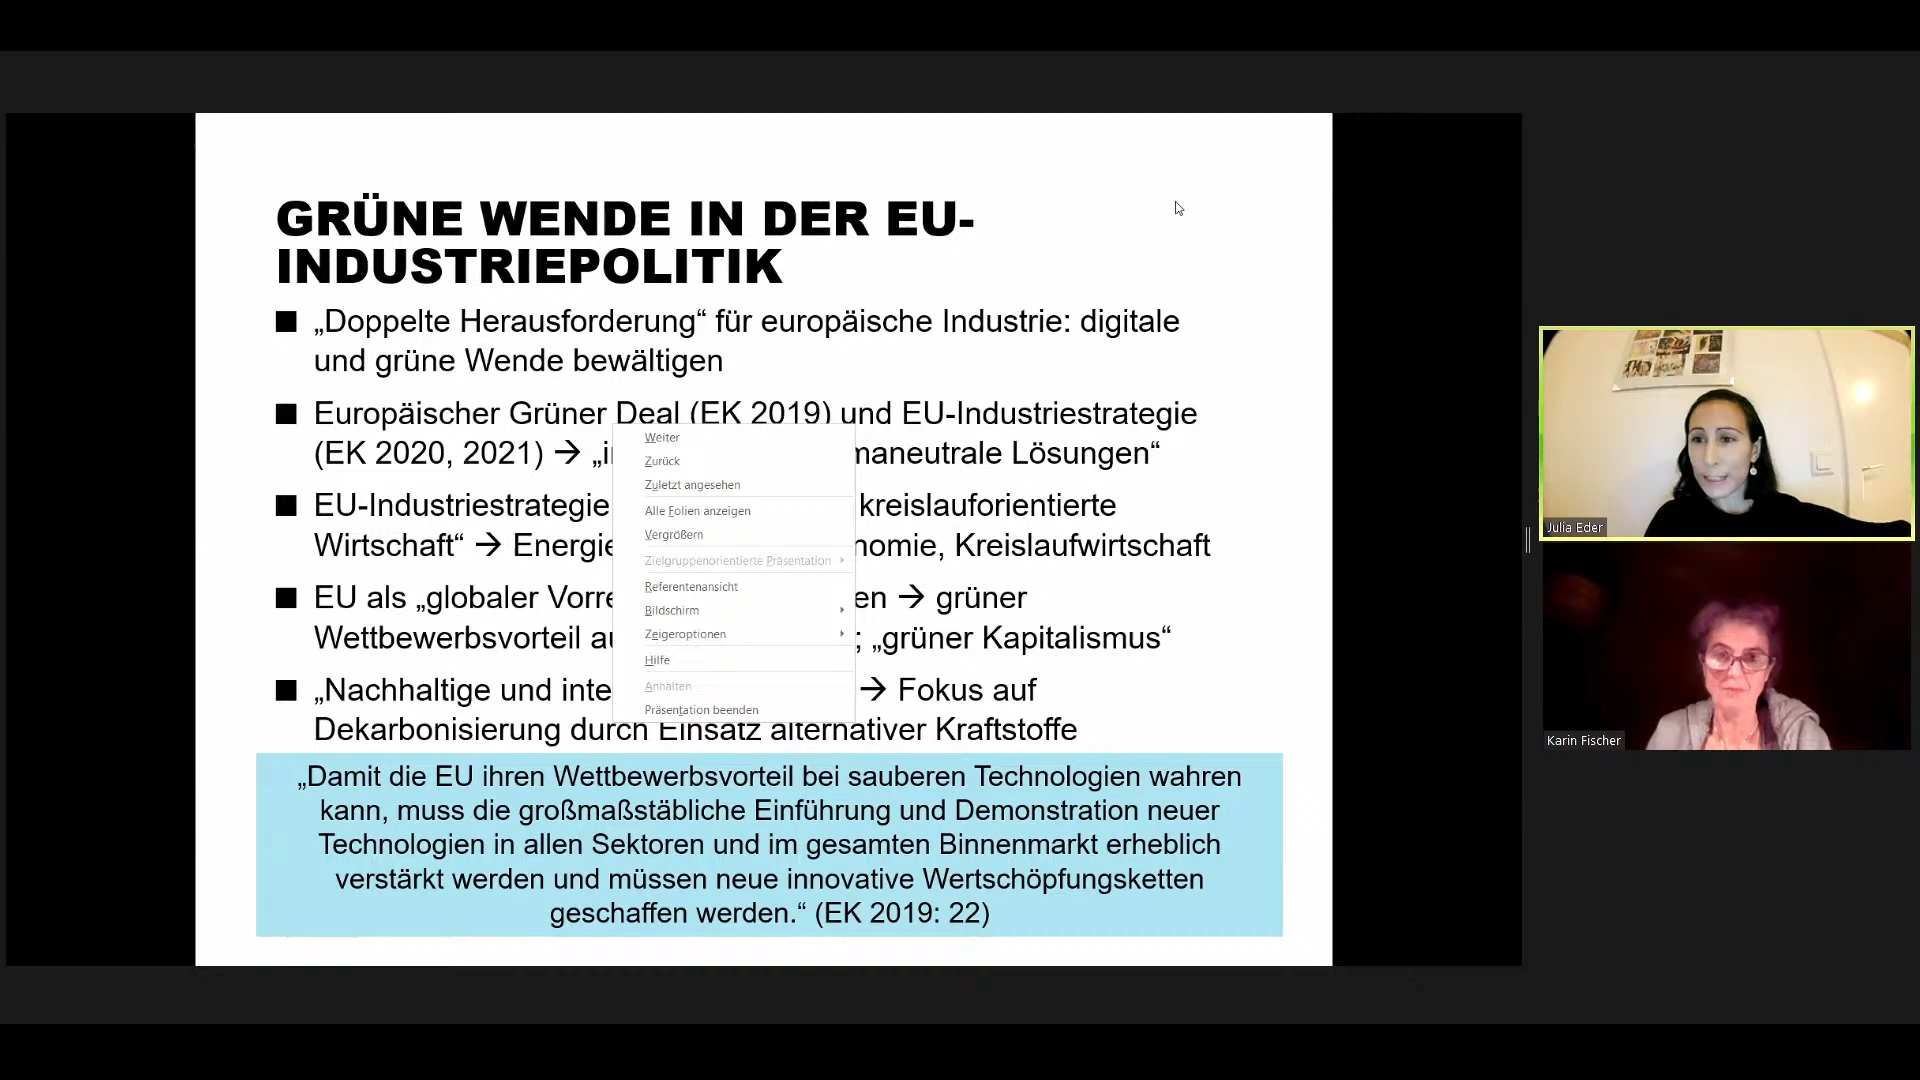 GRÜNE WENDE IN DER EU-
INDUSTRIEPOLITIK
„Doppelte Herausforderung“ für europäische Industrie: digitale
und grüne Wende bewältigen
Europäischer Grüner Deal (EK 2019) und EU-Industriestrategie
(EK 2020, 2021) → maneutrale Lösungen“
EU-Industriestrategie kreislauforientierte
Wirtschaft“ → Energie nomie, Kreislaufwirtschaft
EU als „globaler Vorre en → grüner
Wettbewerbsvorteil au ; „grüner Kapitalismus“
„Nachhaltige und inte → Fokus auf
Dekarbonisierung durch Einsatz alternativer Kraftstoffe
Weiter
Zurück
Zuletzt angesehen
Alle Folien anzeigen
Vergrößern
Zielgruppenorientierte Präsentation
Referentenansicht
Bildschirm
Zeigeroptionen
Hilfe
Anhalten
Präsentation beenden
„Damit die EU ihren Wettbewerbsvorteil bei sauberen Technologien wahren
kann, muss die großmaßstäbliche Einführung und Demonstration neuer
Technologien in allen Sektoren und im gesamten Binnenmarkt erheblich
verstärkt werden und müssen neue innovative Wertschöpfungsketten
geschaffen werden.“ (EK 2019: 22)
Julia Eder
Karin Fischer